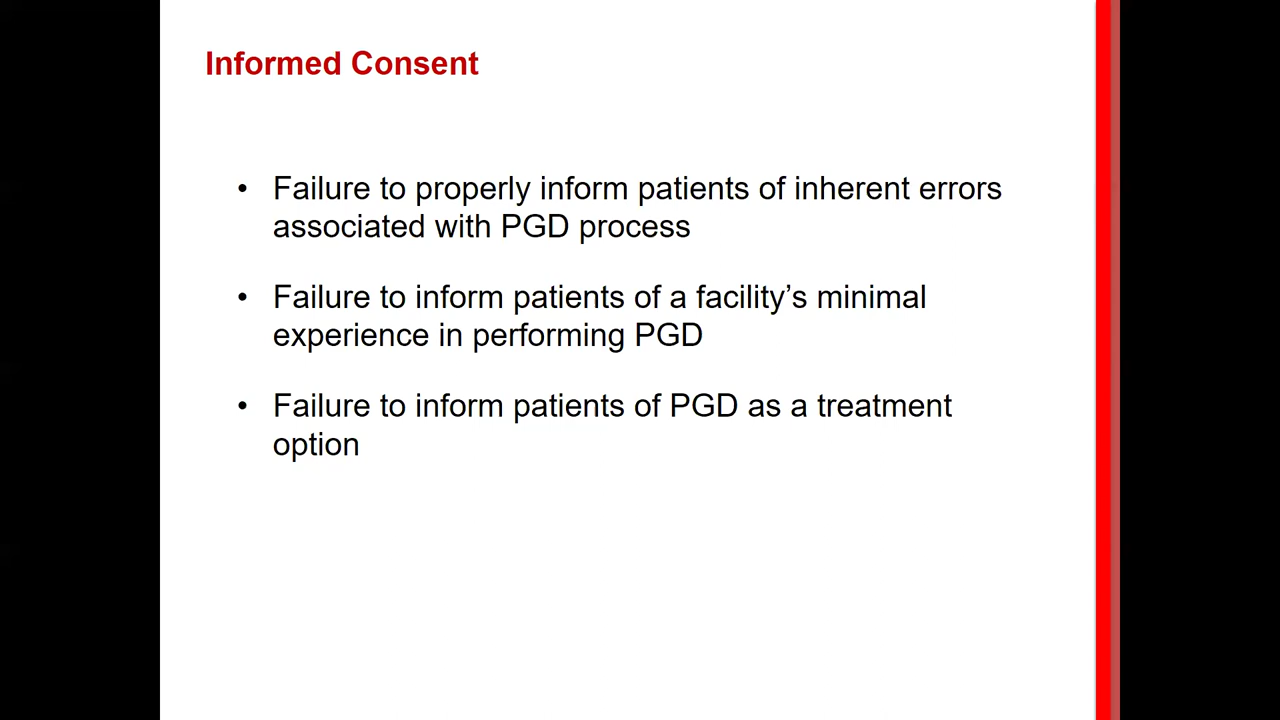 Informed Consent
• Failure to properly inform patients of inherent errors
associated with PGD process
• Failure to inform patients of a facility’s minimal
experience in performing PGD
• Failure to inform patients of PGD as a treatment
option